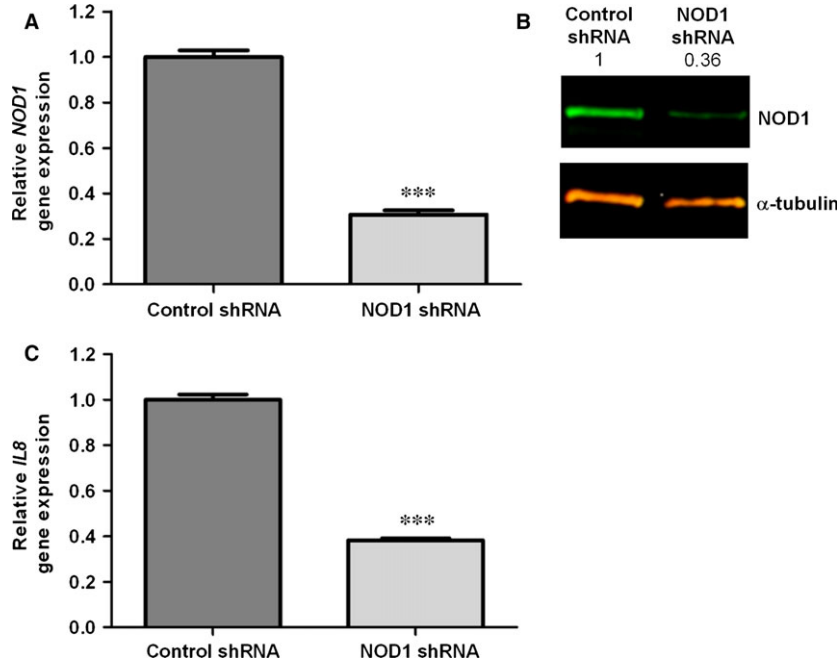 A
Relative NOD1
gene expression
1.2
1.0
0.8
0.6
0.4
0.2
0.0
***
Control shRNA
NOD1 shRNA
B
Control
shRNA
1
NOD1
shRNA
0.36
NOD1
α-tubulin
C
Relative IL8
gene expression
1.2
1.0
0.8
0.6
0.4
0.2
0.0
***
Control shRNA
NOD1 shRNA